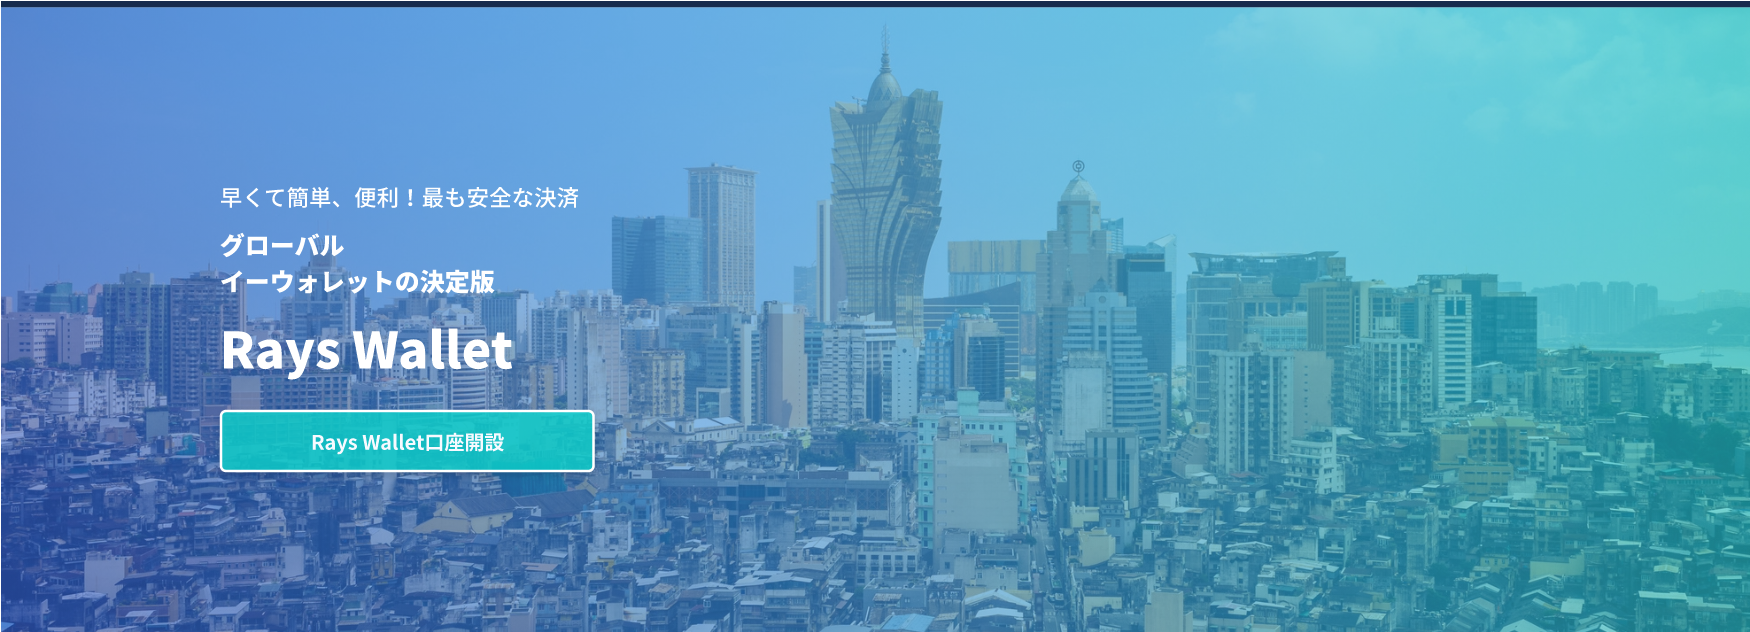 早くて簡単、便利！最も安全な決済
グローバル
イーウォレットの決定版
Rays Wallet
Rays Wallet口座開設